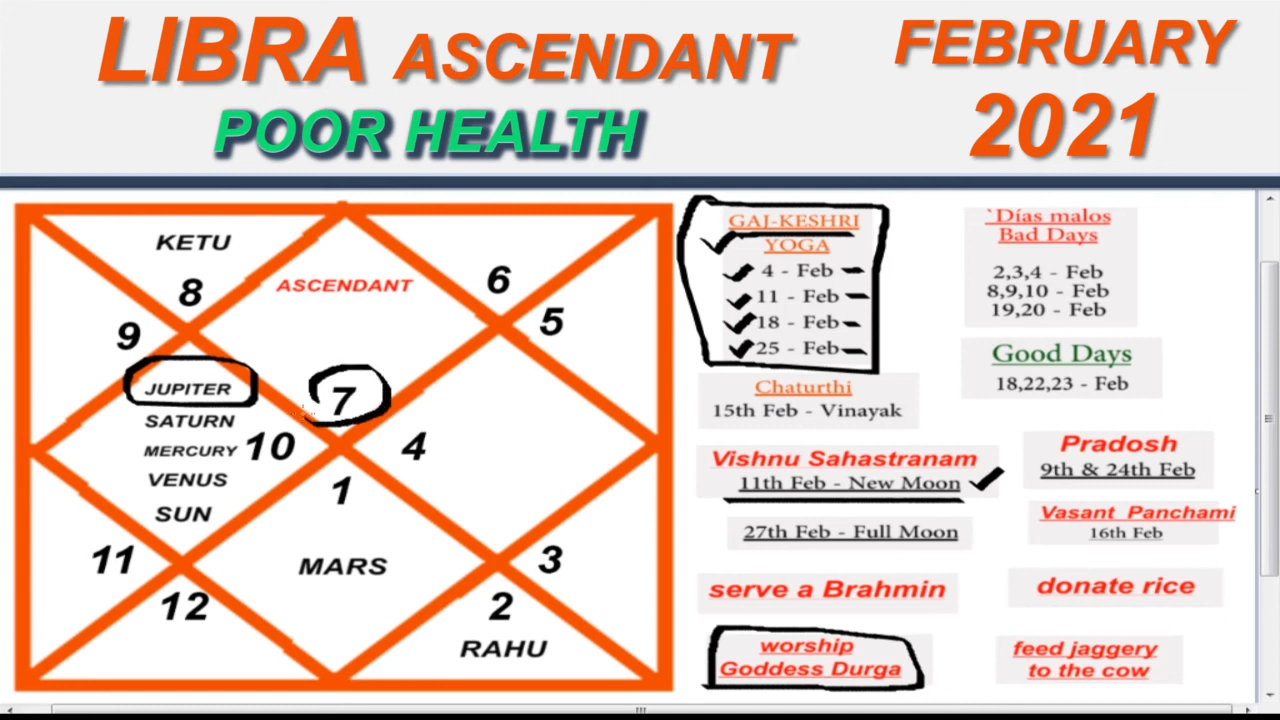 LIBRA ASCENDANT
POOR HEALTH
FEBRUARY
2021
KETU
8
9
ASCENDANT
6
5
JUPITER
SATURN
MERCURY
VENUS
SUN
10
7
4
1
MARS
11
12
3
2
RAHU
GAJ-KESHRI
YOGA
4 - Feb
11 - Feb
18 - Feb
25 - Feb
`Días malos
Bad Days
2,3,4 - Feb
8,9,10 - Feb
19,20 - Feb
Good Days
18,22,23 - Feb
Chaturthi
15th Feb - Vinayak
Vishnu Sahastranam
11th Feb - New Moon
27th Feb - Full Moon
Pradosh
9th & 24th Feb
Vasant Panchami
16th Feb
serve a Brahmin
donate rice
worship
Goddess Durga
feed jaggery
to the cow